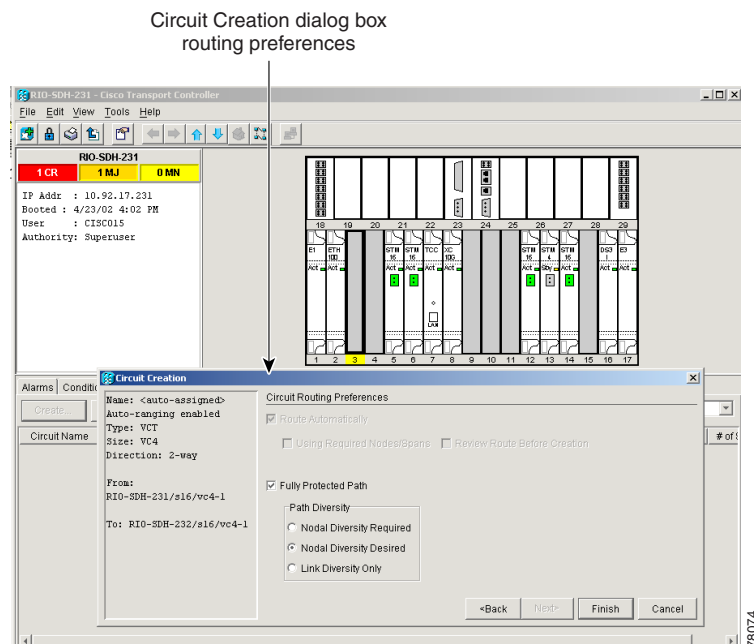 Circuit Creation dialog box
routing preferences
RIO-SDH-231 - Cisco Transport Controller
File Edit View Tools Help
RIO-SDH-231
1 CR 1 MJ 0 MN
IP Addr : 10.92.17.231
Booted : 4/23/02 4:02 PM
User : CISCO15
Authority: Superuser
18 19 20 21 22 23 24 25 26 27 28 29
E1 ETH 100 STM 16 STM 16 TCC XC 10G STM 16 STM 4 STM 16 DS3 I E3
Act Act Act Act Act Act Act Sby Act Act Act
LAN
1 2 3 4 5 6 7 8 9 10 11 12 13 14 15 16 17
Alarms Conditio
Create...
Circuit Name
# of S
Circuit Creation
Name: <auto-assigned>
Auto-ranging enabled
Type: VCT
Size: VC4
Direction: 2-way
From:
RIO-SDH-231/s16/vc4-1
To: RIO-SDH-232/s16/vc4-1
Circuit Routing Preferences
Route Automatically
Using Required Nodes/Spans Review Route Before Creation
Fully Protected Path
Path Diversity
Nodal Diversity Required
Nodal Diversity Desired
Link Diversity Only
<Back Next> Finish Cancel
78074